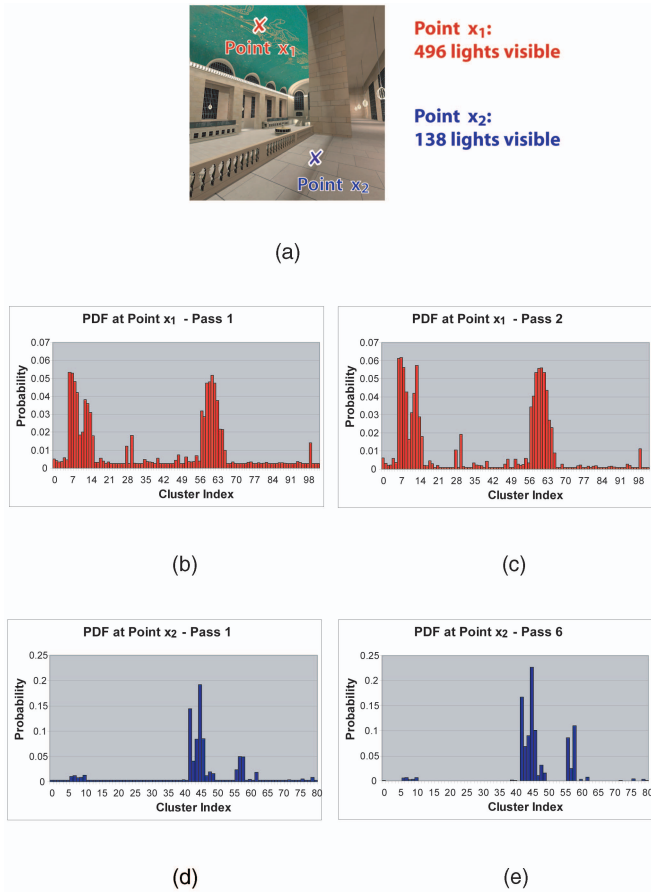 Point x1
Point x2
Point x1:
496 lights visible
Point x2:
138 lights visible
(a)
PDF at Point x1 - Pass 1
Probability
0.07
0.06
0.05
0.04
0.03
0.02
0.01
0
0 7 14 21 28 35 42 49 56 63 70 77 84 91 98
Cluster Index
(b)
PDF at Point x1 - Pass 2
Probability
0.07
0.06
0.05
0.04
0.03
0.02
0.01
0
0 7 14 21 28 35 42 49 56 63 70 77 84 91 98
Cluster Index
(c)
PDF at Point x2 - Pass 1
Probability
0.25
0.2
0.15
0.1
0.05
0
0 5 10 15 20 25 30 35 40 45 50 55 60 65 70 75 80
Cluster Index
(d)
PDF at Point x2 - Pass 6
Probability
0.25
0.2
0.15
0.1
0.05
0
0 5 10 15 20 25 30 35 40 45 50 55 60 65 70 75 80
Cluster Index
(e)